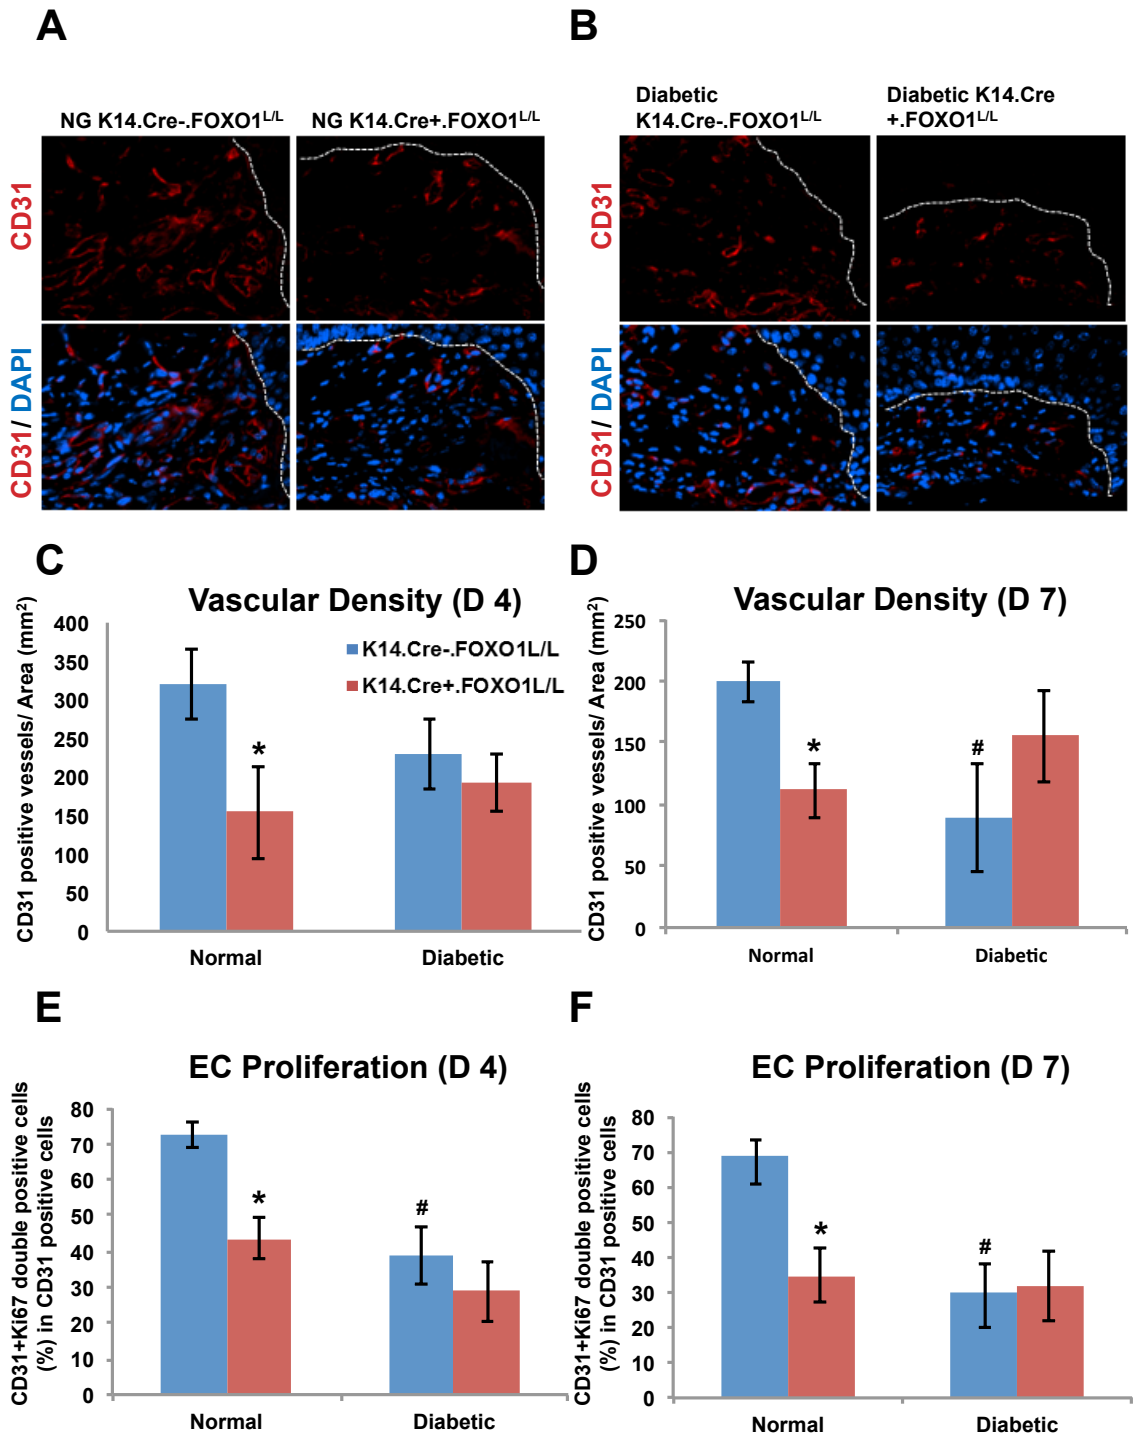 A
B
NG K14.Cre-.FOXO1L/L
NG K14.Cre+.FOXO1L/L
Diabetic
K14.Cre-.FOXO1L/L
Diabetic K14.Cre
+.FOXO1L/L
CD31
CD31
CD31/ DAPI
CD31/ DAPI
C
Vascular Density (D 4)
CD31 positive vessels/ Area (mm²)
400
350
300
250
200
150
100
50
0
K14.Cre-.FOXO1L/L
K14.Cre+.FOXO1L/L
*
Normal
Diabetic
D
Vascular Density (D 7)
CD31 positive vessels/ Area (mm²)
250
200
150
100
50
0
*
#
Normal
Diabetic
E
EC Proliferation (D 4)
CD31+Ki67 double positive cells
(%) in CD31 positive cells
80
70
60
50
40
30
20
10
0
*
#
Normal
Diabetic
F
EC Proliferation (D 7)
CD31+Ki67 double positive cells
(%) in CD31 positive cells
80
70
60
50
40
30
20
10
0
*
#
Normal
Diabetic